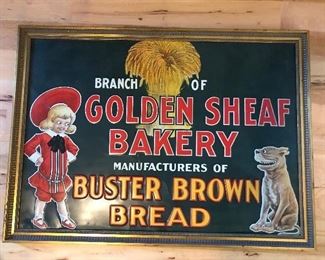 BRANCH OF
GOLDEN SHEAF
BAKERY
MANUFACTURERS OF
BUSTER BROWN
BREAD